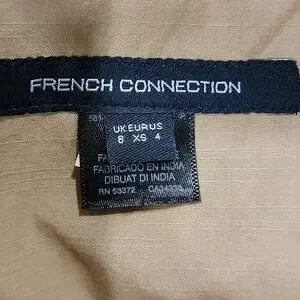 FRENCH CONNECTION
UK EUR US
8 XS 4
FABRICADO EN INDIA
DIBUAT DI INDIA
RN 53372